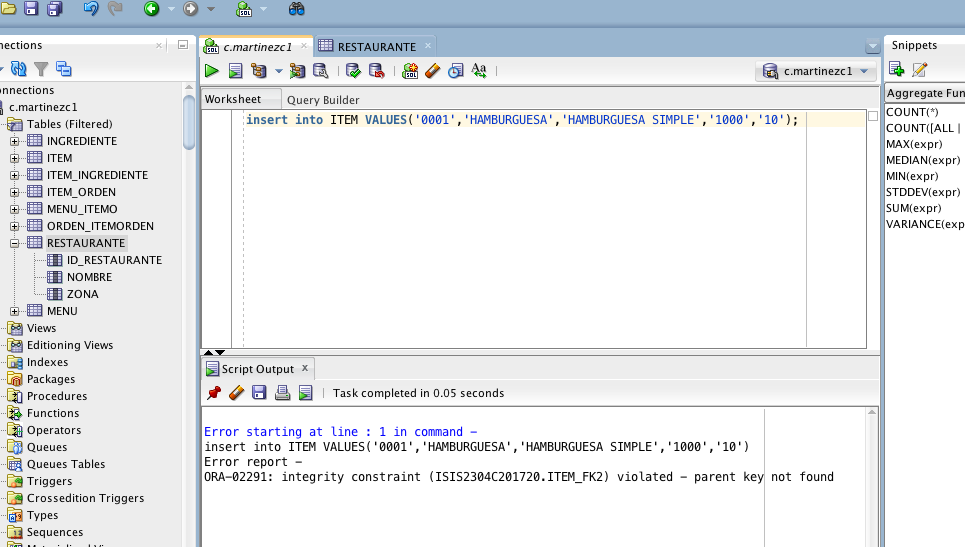 nections
c.martinezc1
RESTAURANTE
Snippets
c.martinezc1
Worksheet
Query Builder
Aggregate Fun
onnections
c.martinezc1
Tables (Filtered)
INGREDIENTE
ITEM
ITEM_INGREDIENTE
ITEM_ORDEN
MENU_ITEMO
ORDEN_ITEMORDEN
RESTAURANTE
ID_RESTAURANTE
NOMBRE
ZONA
MENU
Views
Editioning Views
Indexes
Packages
Procedures
Functions
Operators
Queues
Queues Tables
Triggers
Crossedition Triggers
Types
Sequences
insert into ITEM VALUES('0001','HAMBURGUESA','HAMBURGUESA SIMPLE','1000','10');
COUNT(*)
COUNT([ALL |
MAX(expr)
MEDIAN(expr)
MIN(expr)
STDDEV(expr)
SUM(expr)
VARIANCE(exp
Script Output
Task completed in 0.05 seconds
Error starting at line : 1 in command -
insert into ITEM VALUES('0001','HAMBURGUESA','HAMBURGUESA SIMPLE','1000','10')
Error report -
ORA-02291: integrity constraint (ISIS2304C201720.ITEM_FK2) violated - parent key not found